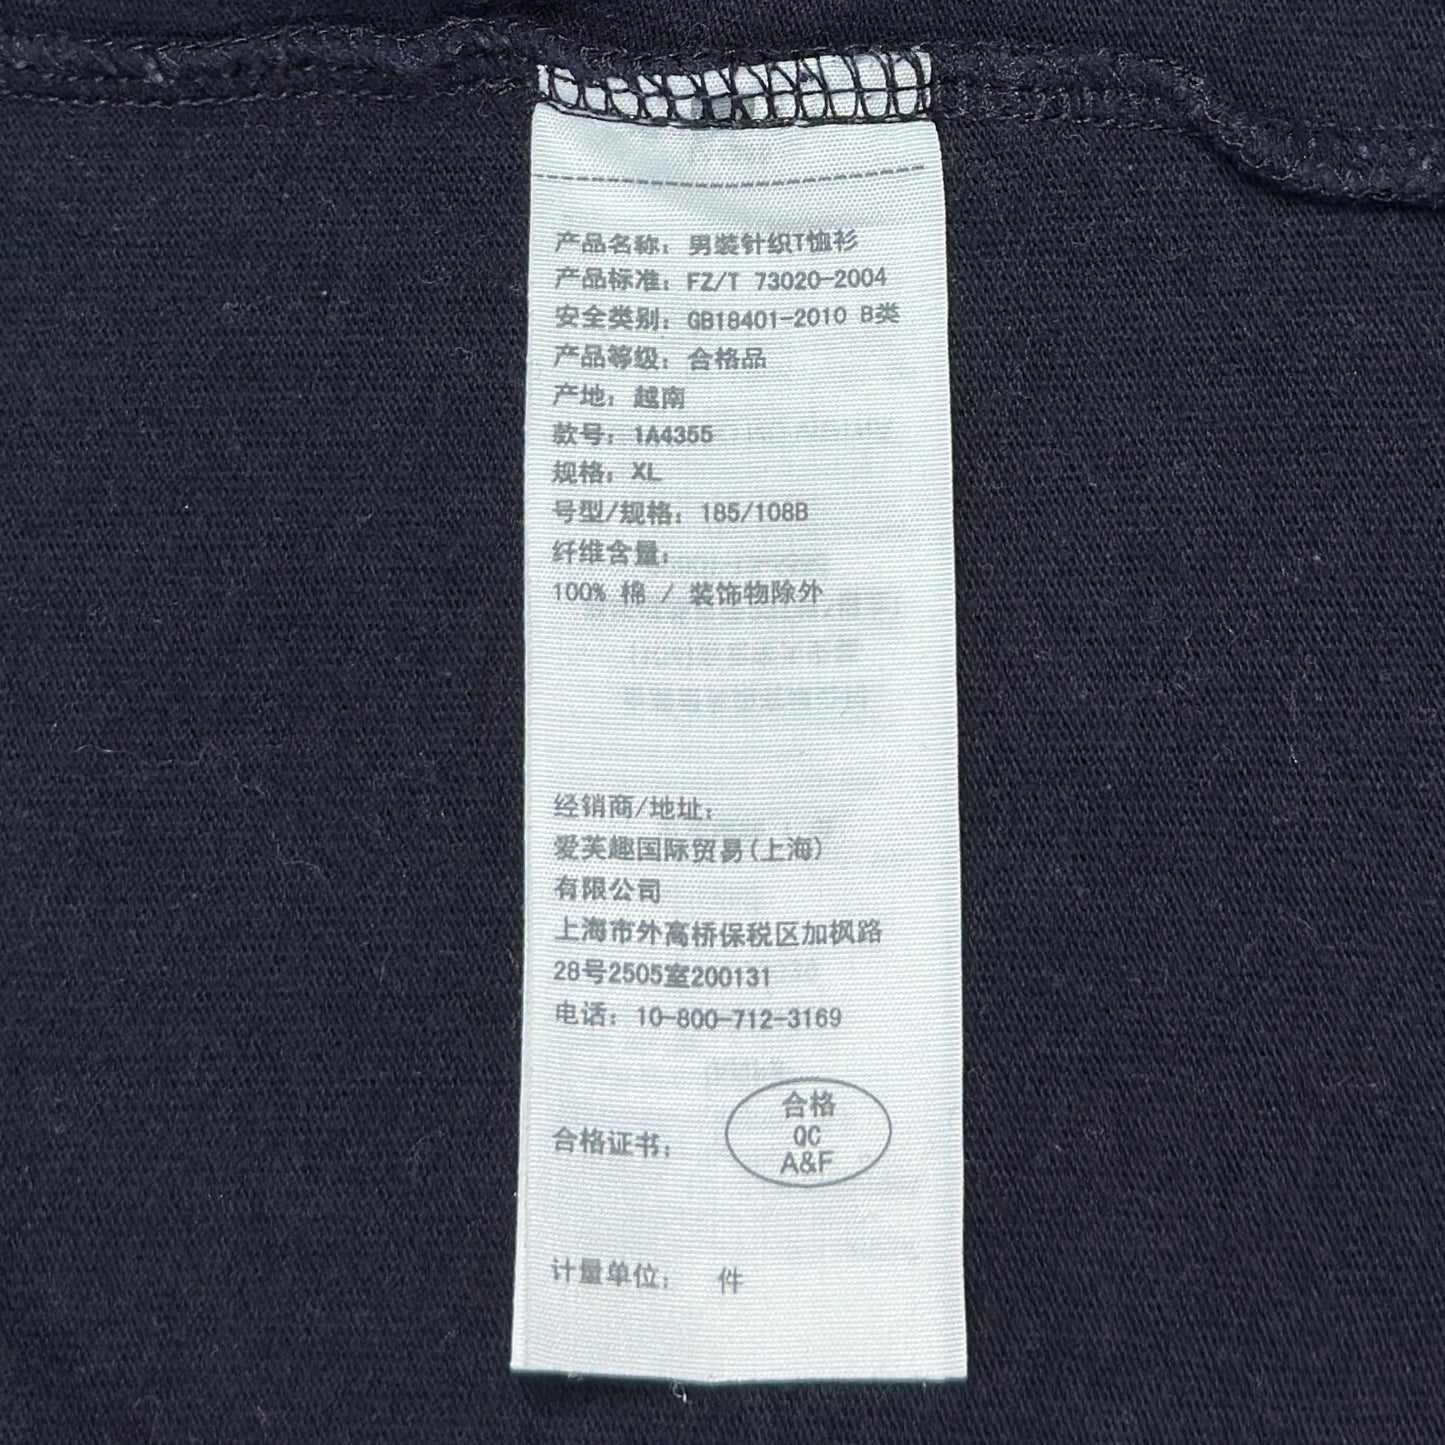 产品名称：男装针织T恤衫
产品标准：FZ/T 73020-2004
安全类别：GB18401-2010 B类
产品等级：合格品
产地：越南
款号：1A4355
规格：XL
号型/规格：185/108B
纤维含量：
100% 棉 / 装饰物除外
经销商/地址：
爱芙趣国际贸易(上海)
有限公司
上海市外高桥保税区加枫路
28号2505室200131
电话：10-800-712-3169
合格
QC
A&F
合格证书：
计量单位： 件